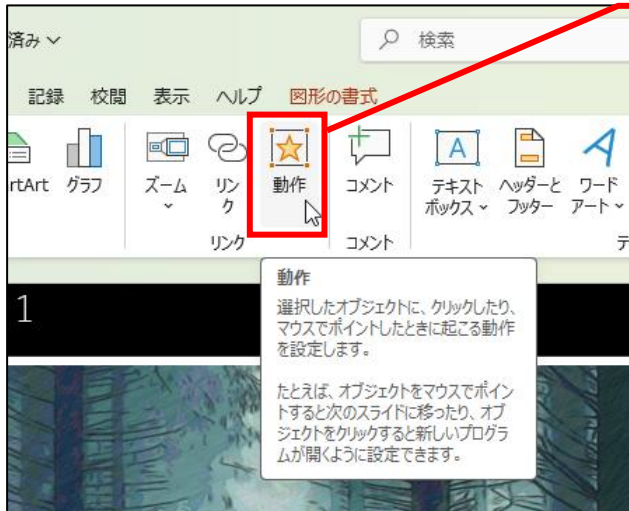 済み
検索
記録 校閲 表示 ヘルプ 図形の書式
rtArt グラフ ズーム リン 動作 コメント テキスト ヘッダーと ワード
ク ボックス フッター アート
リンク コメント テ
1
動作
選択したオブジェクトに、クリックしたり、
マウスでポイントしたときに起こる動作
を設定します。
たとえば、オブジェクトをマウスでポイン
トすると次のスライドに移ったり、オブ
ジェクトをクリックすると新しいプログラ
ムが開くように設定できます。